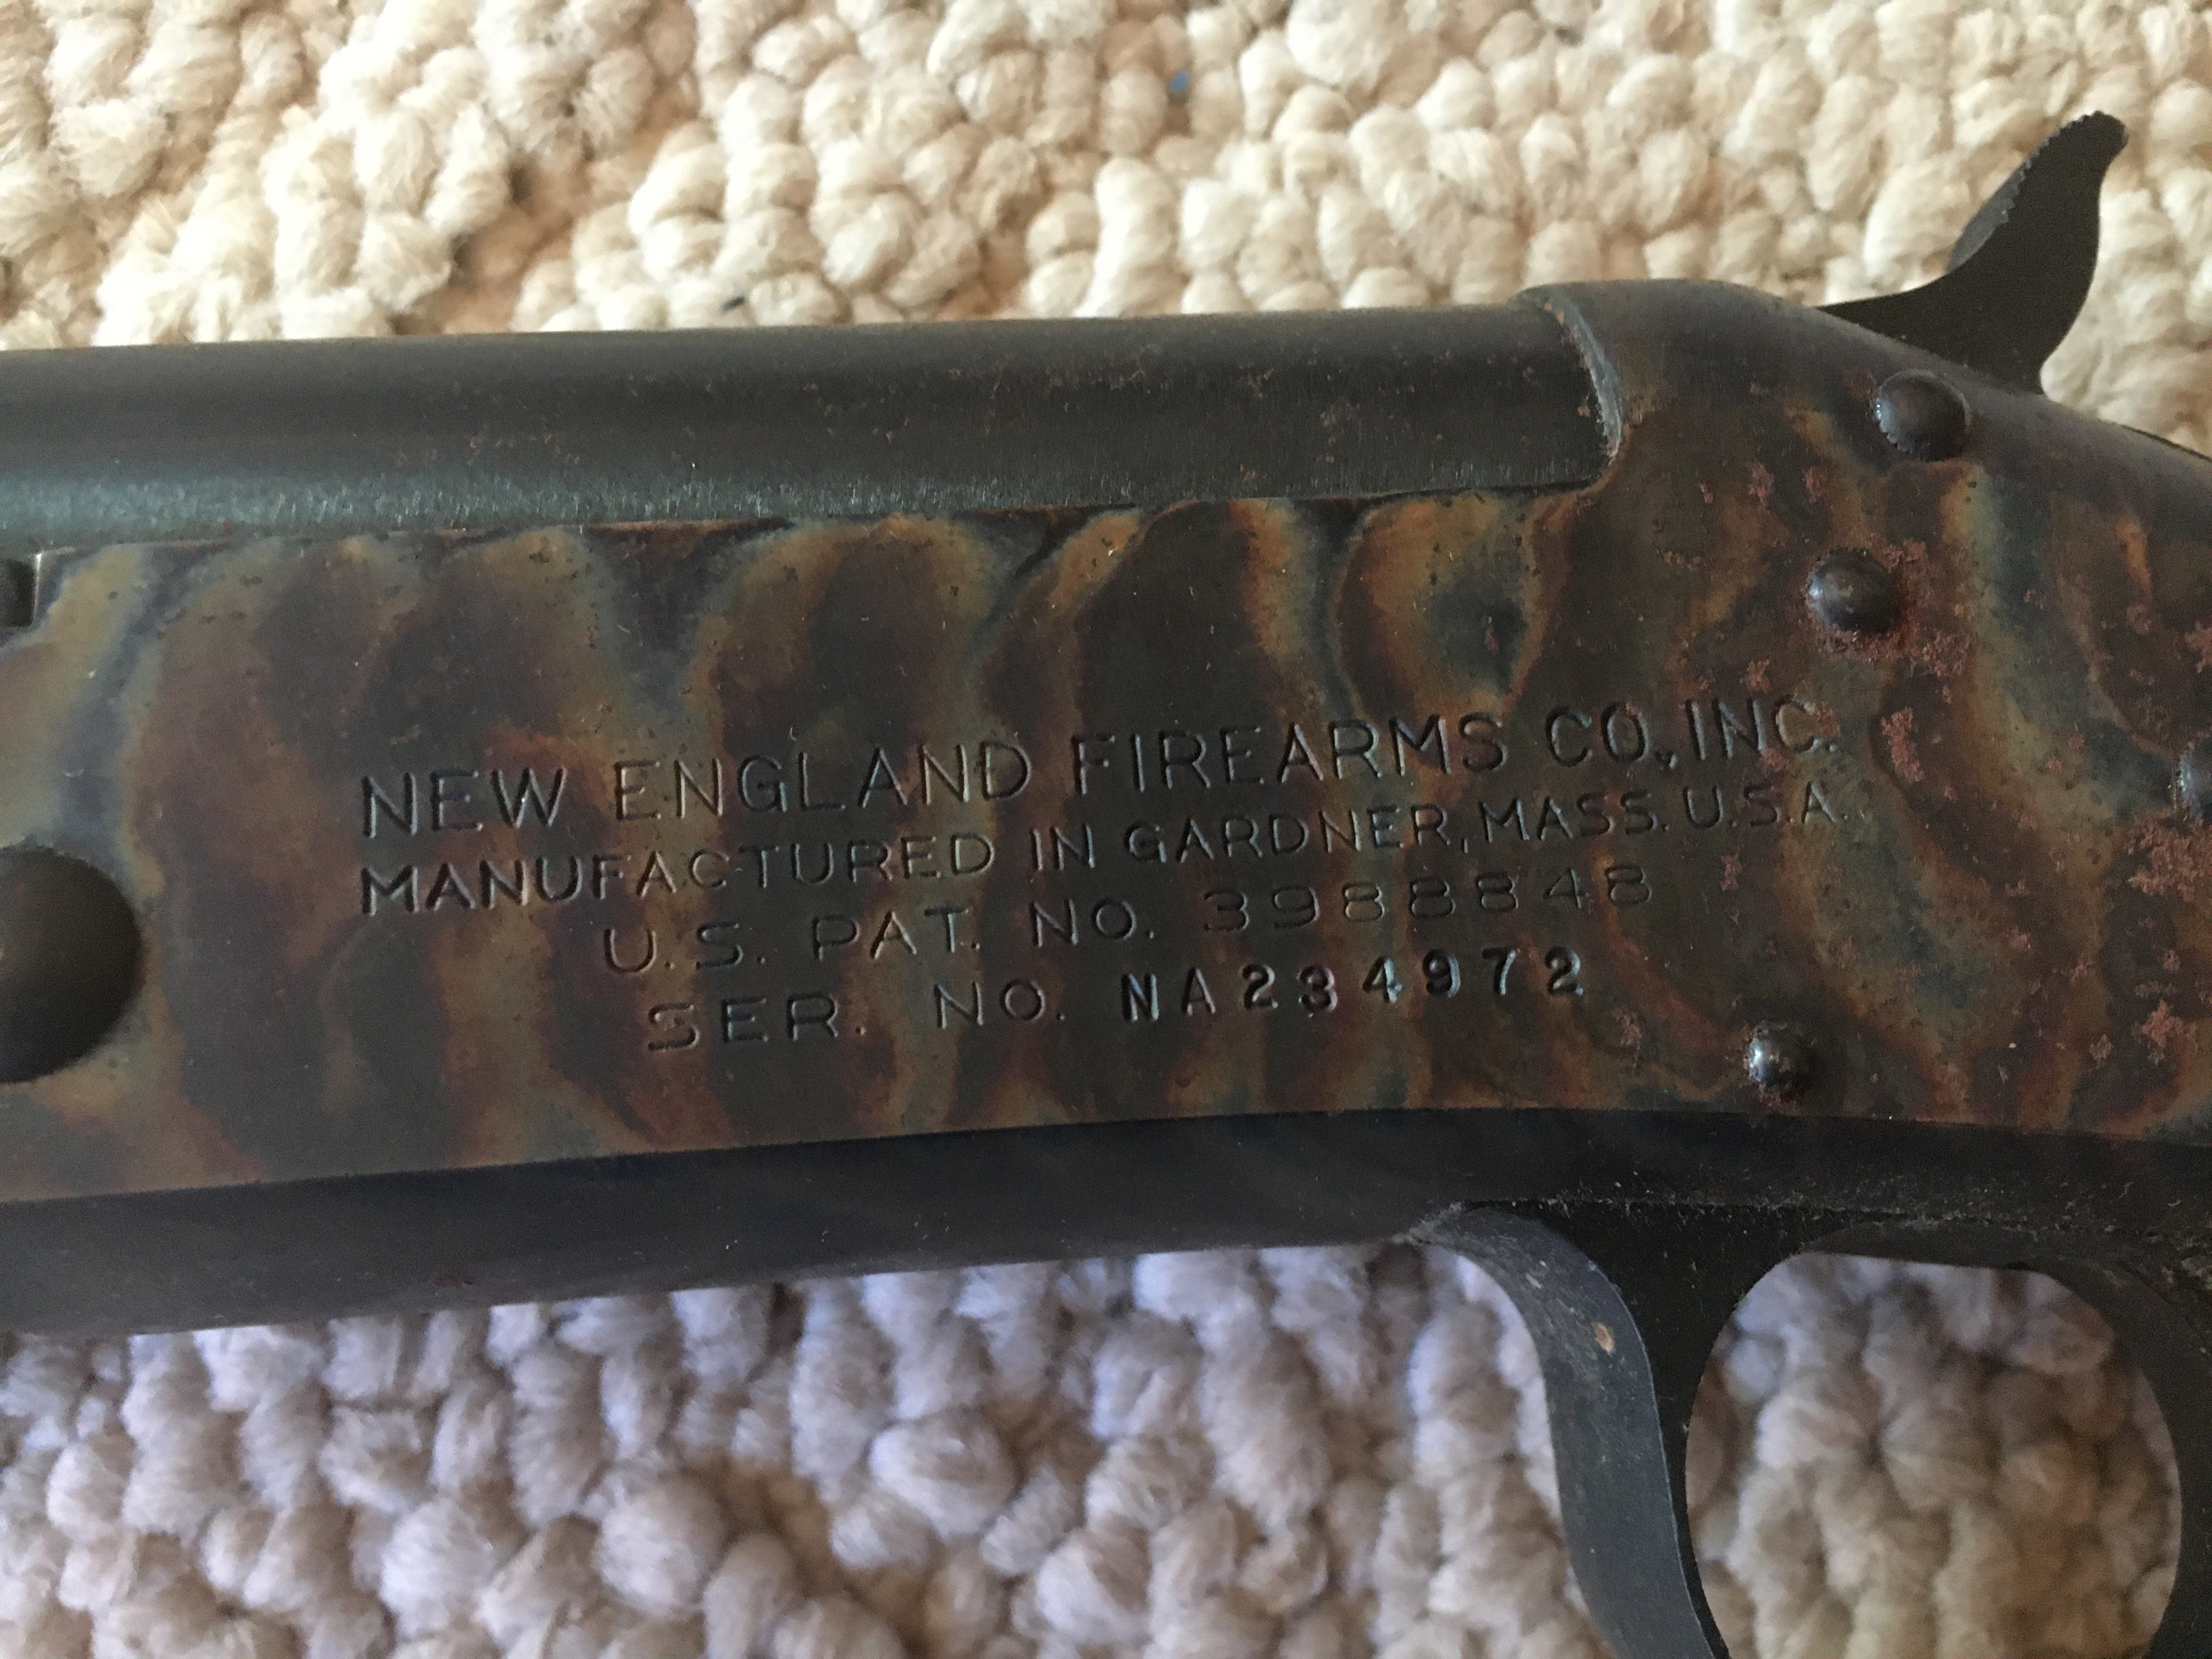 NEW ENGLAND FIREARMS CO., INC.
MANUFACTURED IN GARDNER, MASS. U.S.A.
U.S. PAT. NO. 3988848
SER. NO. NA234972